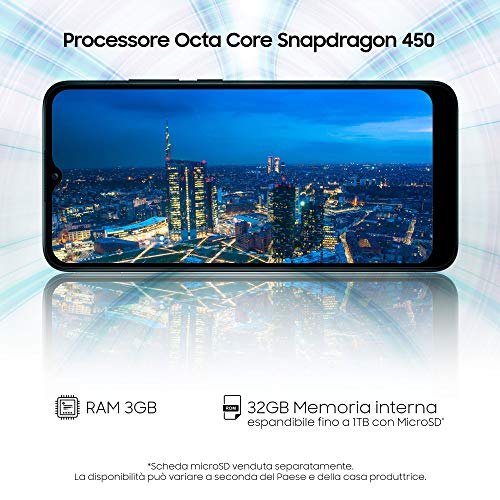 Processore Octa Core Snapdragon 450
RAM 3GB
ROM
32GB Memoria interna
espandibile fino a 1TB con MicroSD*
*Scheda microSD venduta separatamente.
La disponibilità può variare a seconda del Paese e della casa produttrice.